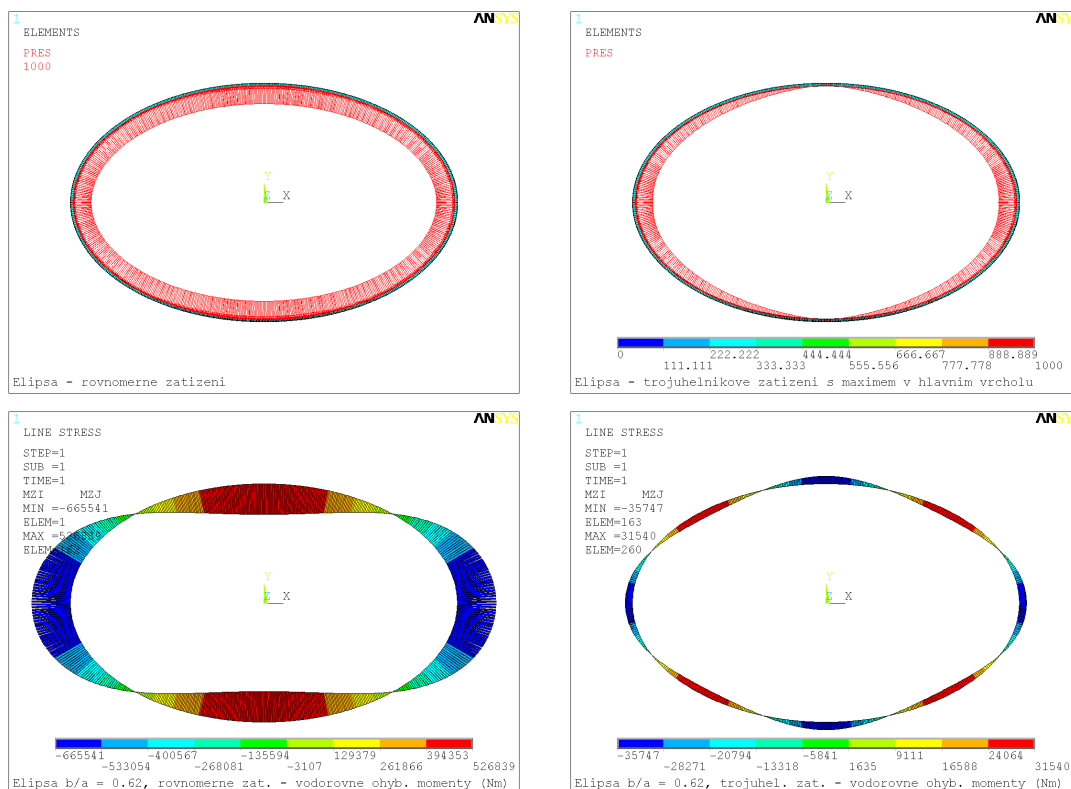 1
ANSYS
ELEMENTS
PRES
1000
Y
Z X
Elipsa - rovnomerne zatizeni
1
ANSYS
ELEMENTS
PRES
Y
Z X
0 111.111 222.222 333.333 444.444 555.556 666.667 777.778 888.889 1000
Elipsa - trojuhelnikove zatizeni s maximem v hlavnim vrcholu
1
ANSYS
LINE STRESS
STEP=1
SUB =1
TIME=1
MZI MZJ
MIN =-665541
ELEM=1
MAX =526839
ELEM=
Y
Z X
-665541 -533054 -400567 -268081 -135594 -3107 129379 261866 394353 526839
Elipsa b/a = 0.62, rovnomerne zat. - vodorovne ohyb. momenty (Nm)
1
ANSYS
LINE STRESS
STEP=1
SUB =1
TIME=1
MZI MZJ
MIN =-35747
ELEM=163
MAX =31540
ELEM=260
Y
Z X
-35747 -28271 -20794 -13318 -5841 1635 9111 16588 24064 31540
Elipsa b/a = 0.62, trojuhel. zat. - vodorovne ohyb. momenty (Nm)